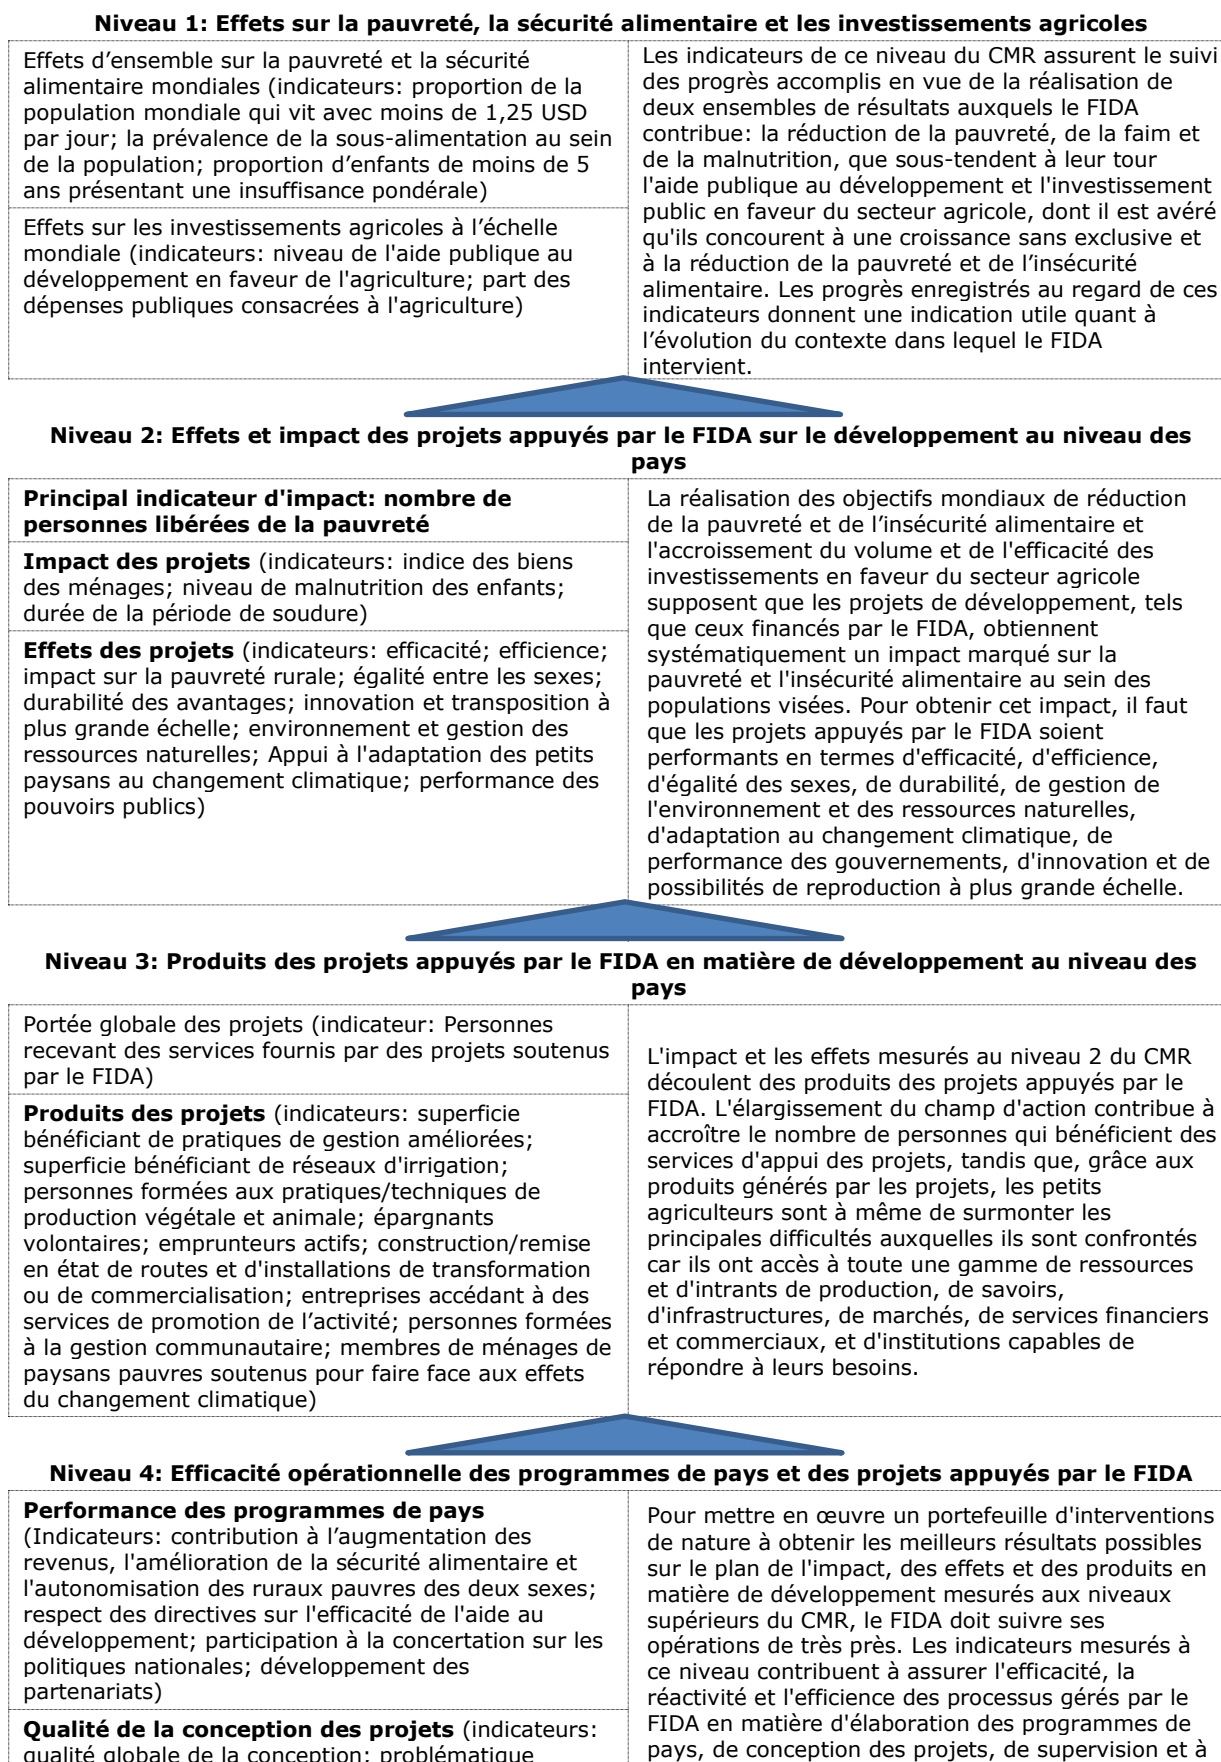 Niveau 1: Effets sur la pauvreté, la sécurité alimentaire et les investissements agricoles
Effets d’ensemble sur la pauvreté et la sécurité
alimentaire mondiales (indicateurs: proportion de la
population mondiale qui vit avec moins de 1,25 USD
par jour; la prévalence de la sous-alimentation au sein
de la population; proportion d’enfants de moins de 5
ans présentant une insuffisance pondérale)
Effets sur les investissements agricoles à l’échelle
mondiale (indicateurs: niveau de l'aide publique au
développement en faveur de l'agriculture; part des
dépenses publiques consacrées à l'agriculture)
Les indicateurs de ce niveau du CMR assurent le suivi
des progrès accomplis en vue de la réalisation de
deux ensembles de résultats auxquels le FIDA
contribue: la réduction de la pauvreté, de la faim et
de la malnutrition, que sous-tendent à leur tour
l'aide publique au développement et l'investissement
public en faveur du secteur agricole, dont il est avéré
qu'ils concourent à une croissance sans exclusive et
à la réduction de la pauvreté et de l’insécurité
alimentaire. Les progrès enregistrés au regard de ces
indicateurs donnent une indication utile quant à
l’évolution du contexte dans lequel le FIDA
intervient.
Niveau 2: Effets et impact des projets appuyés par le FIDA sur le développement au niveau des
pays
Principal indicateur d'impact: nombre de
personnes libérées de la pauvreté
Impact des projets (indicateurs: indice des biens
des ménages; niveau de malnutrition des enfants;
durée de la période de soudure)
Effets des projets (indicateurs: efficacité; efficience;
impact sur la pauvreté rurale; égalité entre les sexes;
durabilité des avantages; innovation et transposition à
plus grande échelle; environnement et gestion des
ressources naturelles; Appui à l'adaptation des petits
paysans au changement climatique; performance des
pouvoirs publics)
La réalisation des objectifs mondiaux de réduction
de la pauvreté et de l’insécurité alimentaire et
l'accroissement du volume et de l'efficacité des
investissements en faveur du secteur agricole
supposent que les projets de développement, tels
que ceux financés par le FIDA, obtiennent
systématiquement un impact marqué sur la
pauvreté et l'insécurité alimentaire au sein des
populations visées. Pour obtenir cet impact, il faut
que les projets appuyés par le FIDA soient
performants en termes d'efficacité, d'efficience,
d'égalité des sexes, de durabilité, de gestion de
l'environnement et des ressources naturelles,
d'adaptation au changement climatique, de
performance des gouvernements, d'innovation et de
possibilités de reproduction à plus grande échelle.
Niveau 3: Produits des projets appuyés par le FIDA en matière de développement au niveau des
pays
Portée globale des projets (indicateur: Personnes
recevant des services fournis par des projets soutenus
par le FIDA)
Produits des projets (indicateurs: superficie
bénéficiant de pratiques de gestion améliorées;
superficie bénéficiant de réseaux d'irrigation;
personnes formées aux pratiques/techniques de
production végétale et animale; épargnants
volontaires; emprunteurs actifs; construction/remise
en état de routes et d'installations de transformation
ou de commercialisation; entreprises accédant à des
services de promotion de l’activité; personnes formées
à la gestion communautaire; membres de ménages de
paysans pauvres soutenus pour faire face aux effets
du changement climatique)
L'impact et les effets mesurés au niveau 2 du CMR
découlent des produits des projets appuyés par le
FIDA. L'élargissement du champ d'action contribue à
accroître le nombre de personnes qui bénéficient des
services d'appui des projets, tandis que, grâce aux
produits générés par les projets, les petits
agriculteurs sont à même de surmonter les
principales difficultés auxquelles ils sont confrontés
car ils ont accès à toute une gamme de ressources
et d'intrants de production, de savoirs,
d'infrastructures, de marchés, de services financiers
et commerciaux, et d'institutions capables de
répondre à leurs besoins.
Niveau 4: Efficacité opérationnelle des programmes de pays et des projets appuyés par le FIDA
Performance des programmes de pays
(Indicateurs: contribution à l’augmentation des
revenus, l'amélioration de la sécurité alimentaire et
l'autonomisation des ruraux pauvres des deux sexes;
respect des directives sur l'efficacité de l'aide au
développement; participation à la concertation sur les
politiques nationales; développement des
partenariats)
Qualité de la conception des projets (indicateurs:
qualité globale de la conception; problématique
Pour mettre en œuvre un portefeuille d'interventions
de nature à obtenir les meilleurs résultats possibles
sur le plan de l'impact, des effets et des produits en
matière de développement mesurés aux niveaux
supérieurs du CMR, le FIDA doit suivre ses
opérations de très près. Les indicateurs mesurés à
ce niveau contribuent à assurer l'efficacité, la
réactivité et l'efficience des processus gérés par le
FIDA en matière d'élaboration des programmes de
pays, de conception des projets, de supervision et à